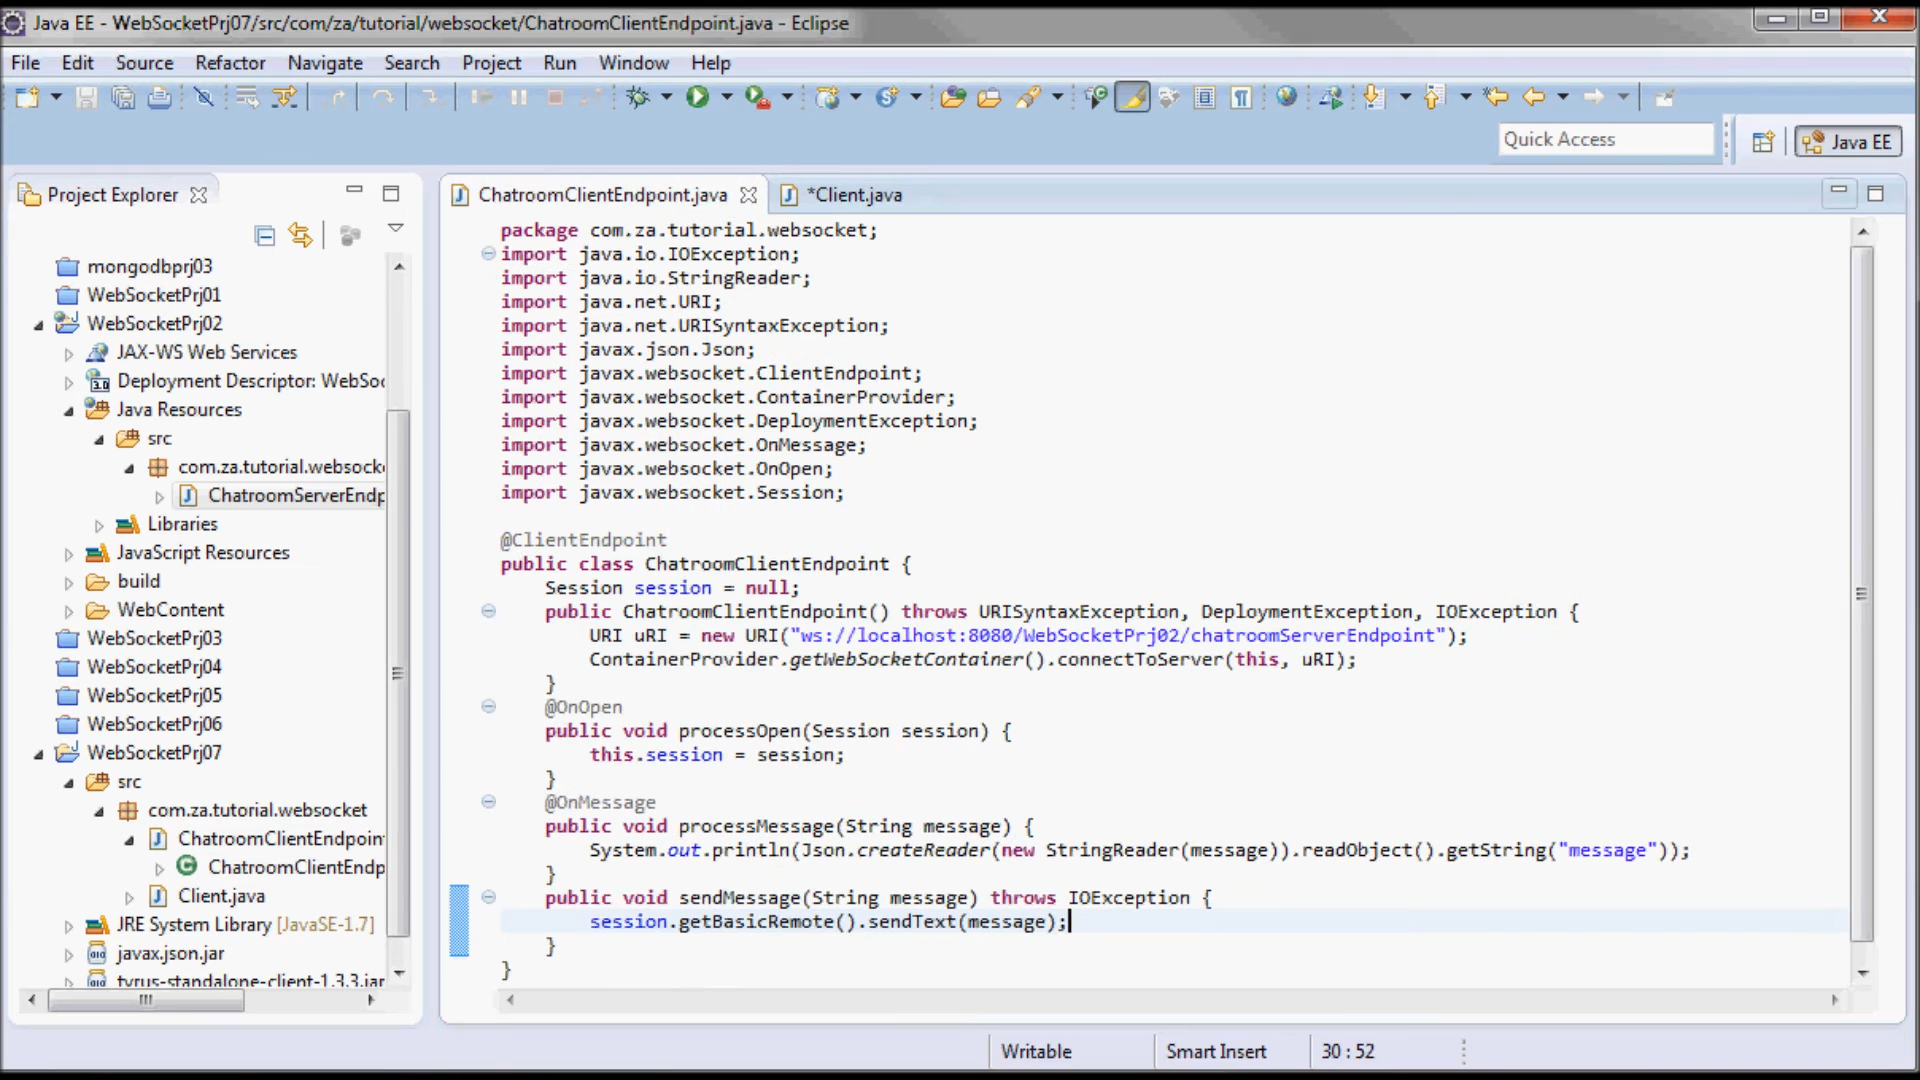 Java EE - WebSocketPrj07/src/com/za/tutorial/websocket/ChatroomClientEndpoint.java - Eclipse
File Edit Source Refactor Navigate Search Project Run Window Help
Quick Access
Java EE
Project Explorer
mongodbprj03
WebSocketPrj01
WebSocketPrj02
JAX-WS Web Services
Deployment Descriptor: WebSoc
Java Resources
src
com.za.tutorial.websocke
ChatroomServerEndp
Libraries
JavaScript Resources
build
WebContent
WebSocketPrj03
WebSocketPrj04
WebSocketPrj05
WebSocketPrj06
WebSocketPrj07
src
com.za.tutorial.websocket
ChatroomClientEndpoint
ChatroomClientEndp
Client.java
JRE System Library [JavaSE-1.7]
javax.json.jar
tyrus-standalone-client-1.3.3.jar
ChatroomClientEndpoint.java
*Client.java
package com.za.tutorial.websocket;
import java.io.IOException;
import java.io.StringReader;
import java.net.URI;
import java.net.URISyntaxException;
import javax.json.Json;
import javax.websocket.ClientEndpoint;
import javax.websocket.ContainerProvider;
import javax.websocket.DeploymentException;
import javax.websocket.OnMessage;
import javax.websocket.OnOpen;
import javax.websocket.Session;
@ClientEndpoint
public class ChatroomClientEndpoint {
Session session = null;
public ChatroomClientEndpoint() throws URISyntaxException, DeploymentException, IOException {
URI uRI = new URI("ws://localhost:8080/WebSocketPrj02/chatroomServerEndpoint");
ContainerProvider.getWebSocketContainer().connectToServer(this, uRI);
}
@OnOpen
public void processOpen(Session session) {
this.session = session;
}
@OnMessage
public void processMessage(String message) {
System.out.println(Json.createReader(new StringReader(message)).readObject().getString("message"));
}
public void sendMessage(String message) throws IOException {
session.getBasicRemote().sendText(message);
}
}
Writable
Smart Insert
30 : 52